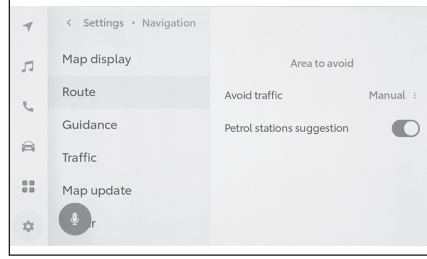 < Settings • Navigation
Map display
Route
Guidance
Traffic
Map update
Area to avoid
Avoid traffic Manual
Petrol stations suggestion